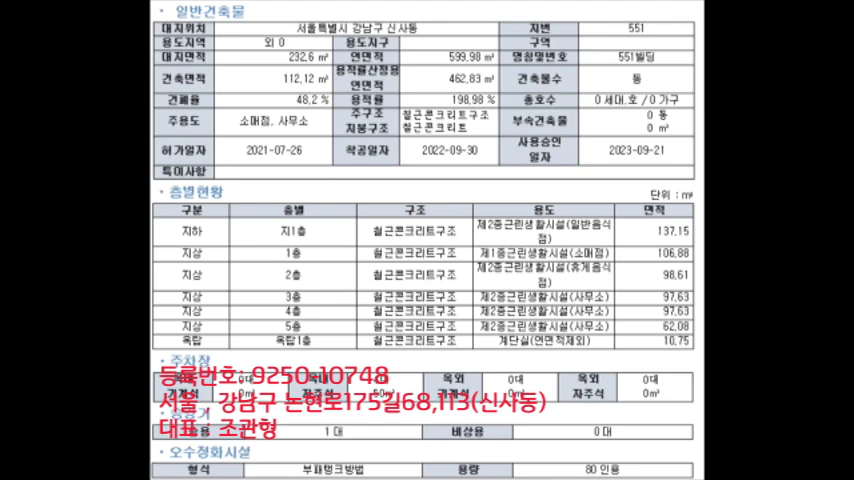 · 일반건축물
대지위치 서울특별시 강남구 신사동 지번 551
용도지역 외 0 용도지구 구역
대지면적 232,6 ㎡ 연면적 599,98 ㎡ 명칭및번호 551빌딩
건축면적 112,12 ㎡ 용적률산정용 연면적 462,83 ㎡ 건축물수 동
건폐율 48,2 % 용적률 198,98 % 총호수 0 세대.호 / 0 가구
주용도 소매점, 사무소 주구조 철근콘크리트구조 부속건축물 0 동
지붕구조 철근콘크리트 0 ㎡
허가일자 2021-07-26 착공일자 2022-09-30 사용승인 일자 2023-09-21
특이사항
· 층별현황
단위 : ㎡
구분 층별 구조 용도 면적
지하 지1층 철근콘크리트구조 제2종근린생활시설(일반음식점) 137,15
지상 1층 철근콘크리트구조 제1종근린생활시설(소매점) 106,88
지상 2층 철근콘크리트구조 제2종근린생활시설(휴게음식점) 98,61
지상 3층 철근콘크리트구조 제2종근린생활시설(사무소) 97,63
지상 4층 철근콘크리트구조 제2종근린생활시설(사무소) 97,63
지상 5층 철근콘크리트구조 제2종근린생활시설(사무소) 62,08
옥탑 옥탑1층 철근콘크리트구조 계단실(연면적제외) 10,75
· 주차장
등록번호: 9250-10748
옥외 0대 옥외 0대
자주식 0㎡ 자주식 0㎡
서울 : 강남구 논현로175길68,113(신사동)
대표 : 조관형
1 대 비상용 0 대
· 오수정화시설
형식 부패탱크방법 용량 80 인용